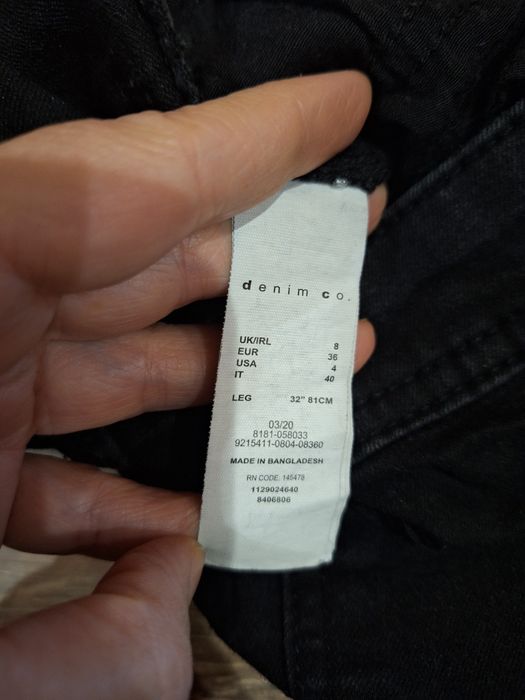 denim co.
UK/IRL 8
EUR 36
USA 4
IT 40
LEG 32" 81CM
03/20
8181-058033
9215411-0804-08360
MADE IN BANGLADESH
RN CODE: 145478
1129024640
8406806